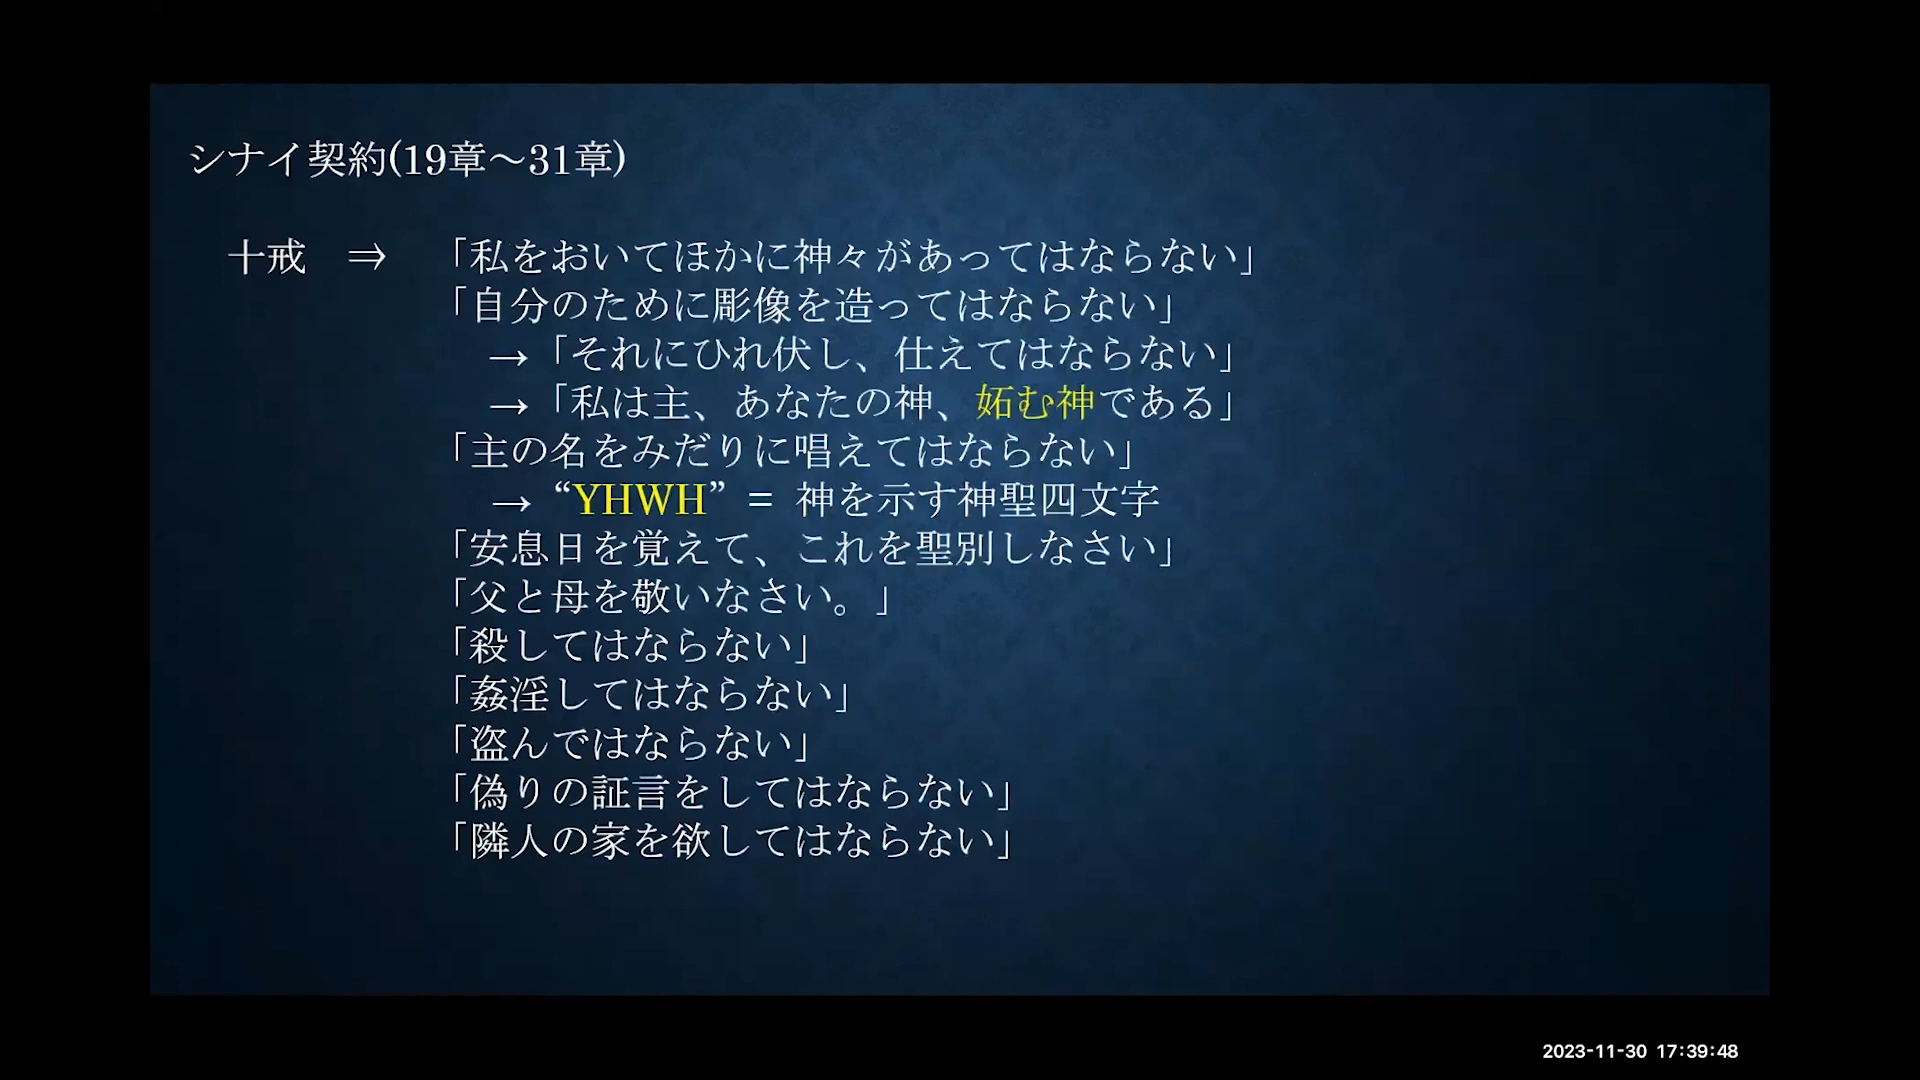 シナイ契約(19章～31章)
十戒 ⇒ 「私をおいてほかに神々があってはならない」
「自分のために彫像を造ってはならない」
→「それにひれ伏し、仕えてはならない」
→「私は主、あなたの神、妬む神である」
「主の名をみだりに唱えてはならない」
→ “YHWH” = 神を示す神聖四文字
「安息日を覚えて、これを聖別しなさい」
「父と母を敬いなさい。」
「殺してはならない」
「姦淫してはならない」
「盗んではならない」
「偽りの証言をしてはならない」
「隣人の家を欲してはならない」
2023-11-30 17:39:48